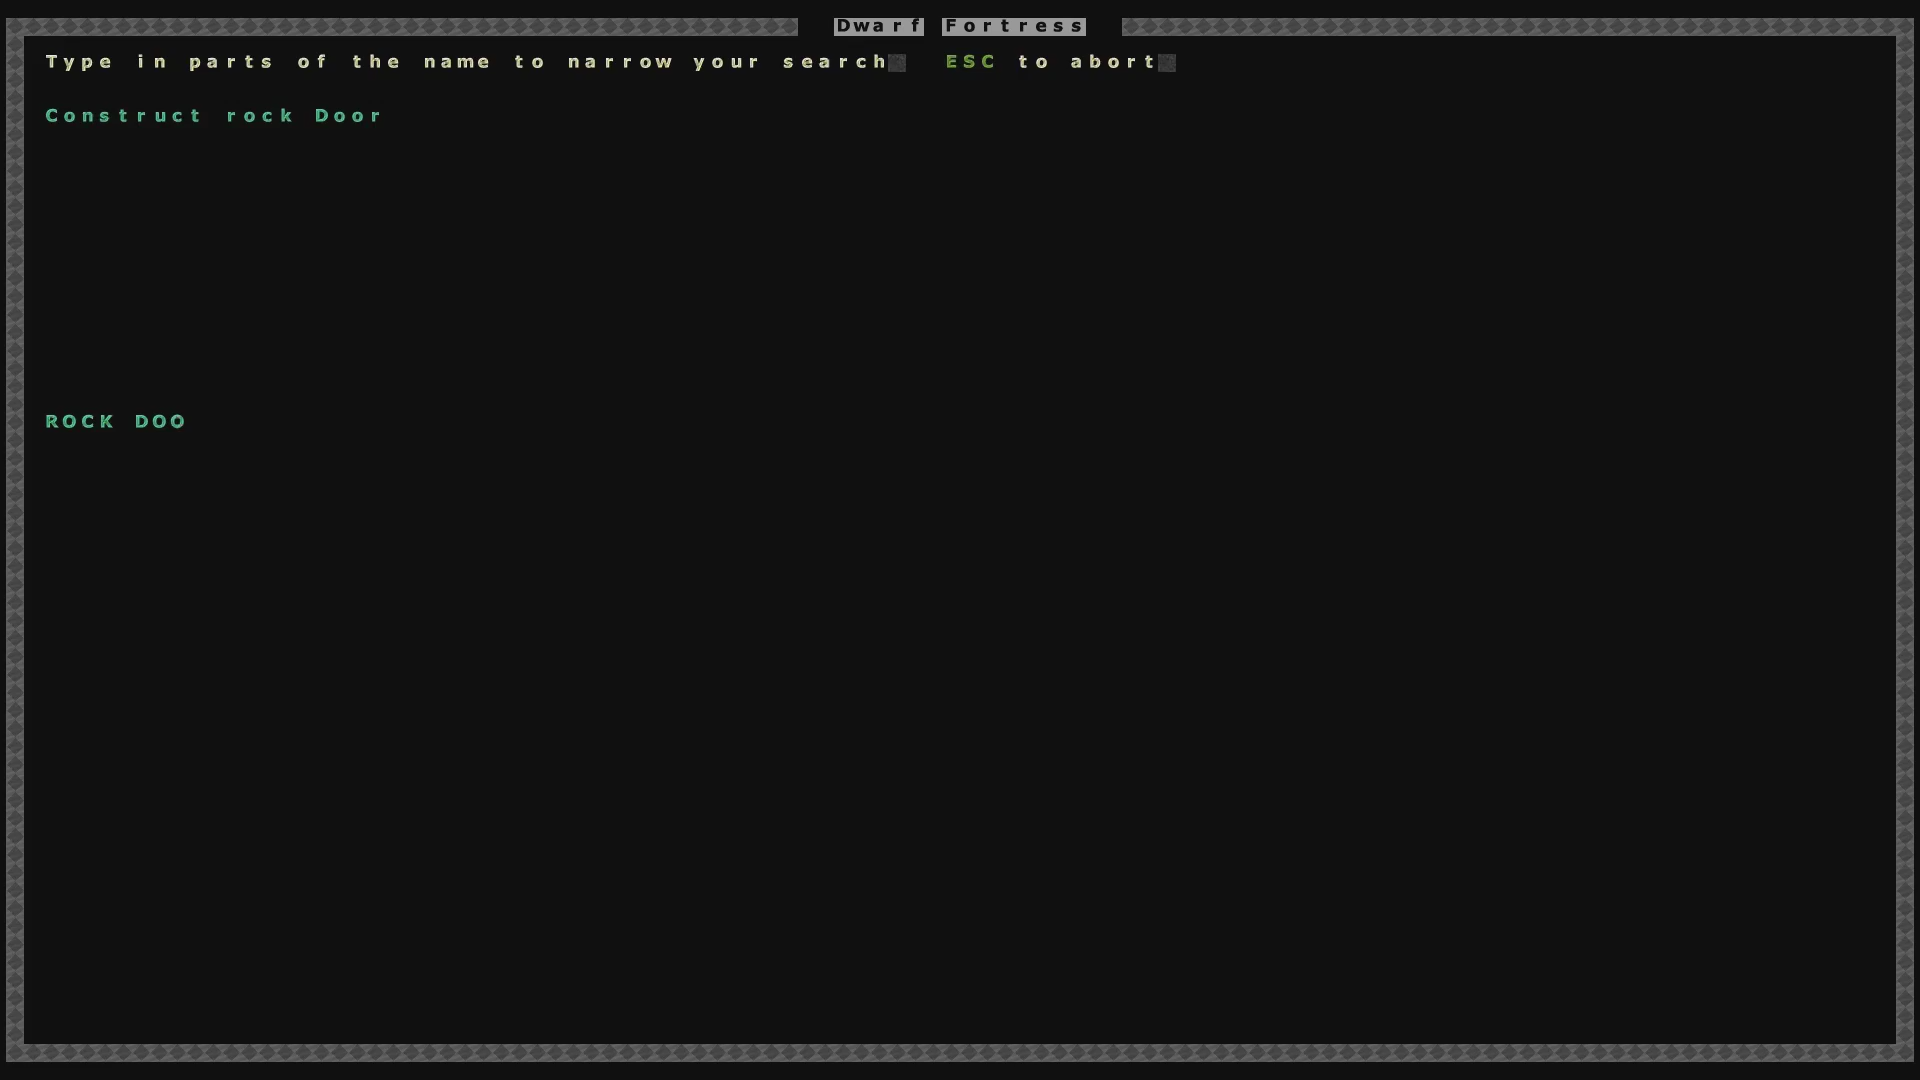 Dwarf Fortress
Type in parts of the name to narrow your search. ESC to abort.
Construct rock Door
ROCK DOO